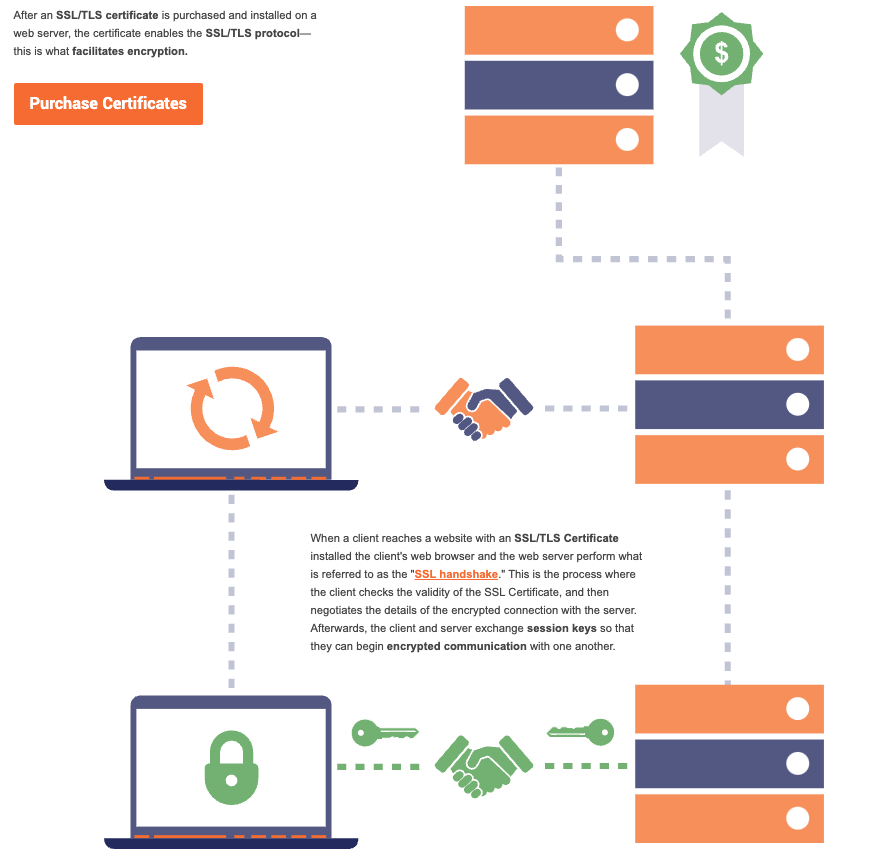 After an SSL/TLS certificate is purchased and installed on a
web server, the certificate enables the SSL/TLS protocol—
this is what facilitates encryption.
Purchase Certificates
$
When a client reaches a website with an SSL/TLS Certificate
installed the client's web browser and the web server perform what
is referred to as the "SSL handshake." This is the process where
the client checks the validity of the SSL Certificate, and then
negotiates the details of the encrypted connection with the server.
Afterwards, the client and server exchange session keys so that
they can begin encrypted communication with one another.